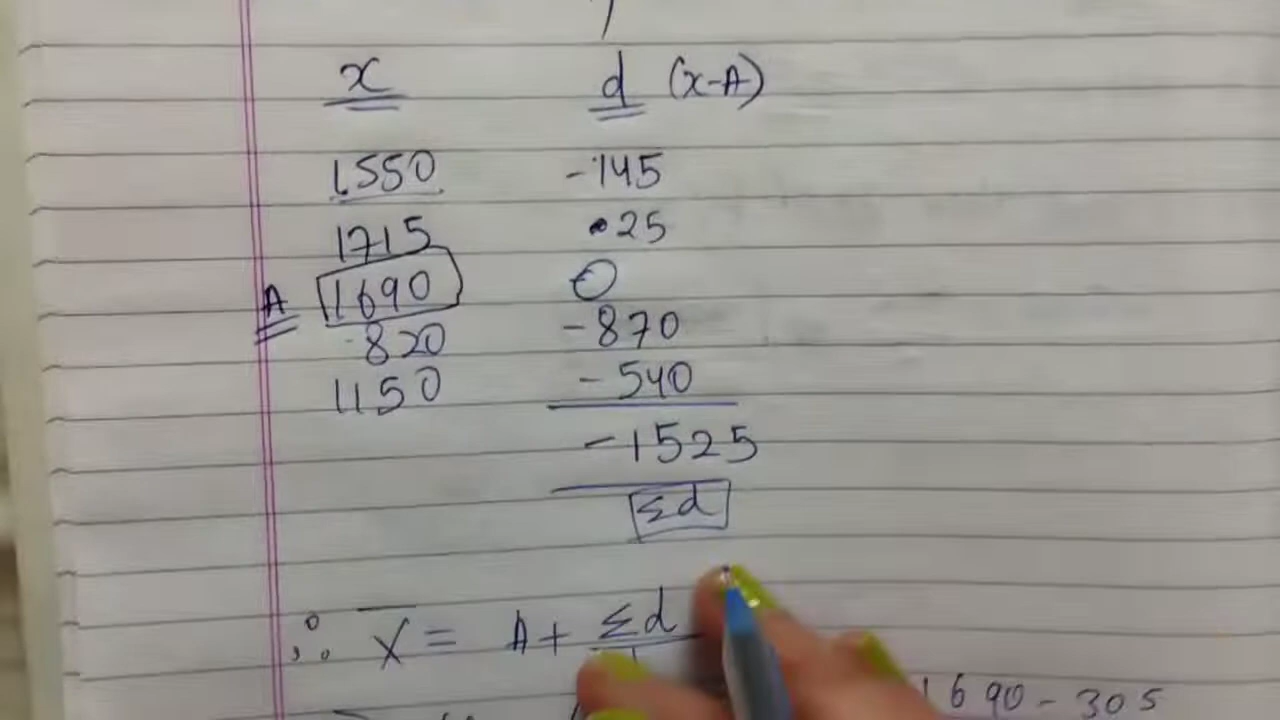 x d (x-A)
1550 -145
1715 25
A 1690 0
820 -870
1150 -540
-1525
Σd
∴ X̄ = A + Σd
1690-305